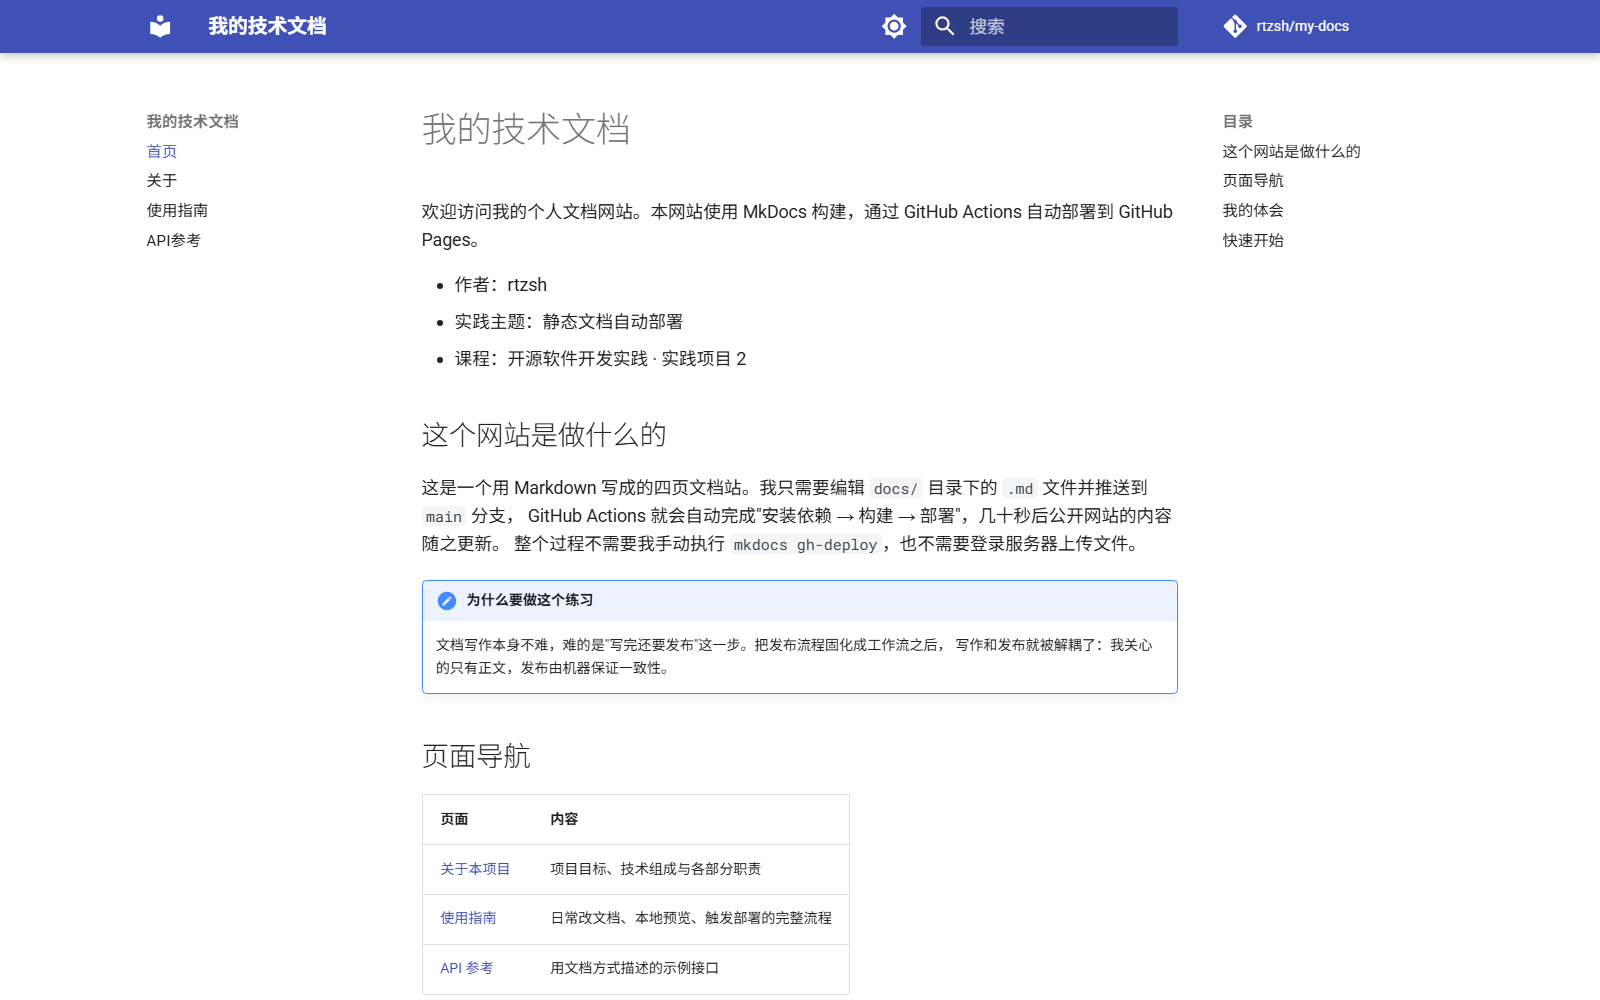 我的技术文档
搜索
rtzsh/my-docs
我的技术文档
首页
关于
使用指南
API参考
我的技术文档
欢迎访问我的个人文档网站。本网站使用 MkDocs 构建，通过 GitHub Actions 自动部署到 GitHub
Pages。
• 作者：rtzsh
• 实践主题：静态文档自动部署
• 课程：开源软件开发实践 · 实践项目 2
这个网站是做什么的
这是一个用 Markdown 写成的四页文档站。我只需要编辑 docs/ 目录下的 .md 文件并推送到
main 分支， GitHub Actions 就会自动完成"安装依赖 → 构建 → 部署"，几十秒后公开网站的内容
随之更新。 整个过程不需要我手动执行 mkdocs gh-deploy，也不需要登录服务器上传文件。
为什么要做这个练习
文档写作本身不难，难的是"写完还要发布"这一步。把发布流程固化成工作流之后， 写作和发布就被解耦了：我关心
的只有正文，发布由机器保证一致性。
页面导航
页面 内容
关于本项目 项目目标、技术组成与各部分职责
使用指南 日常改文档、本地预览、触发部署的完整流程
API 参考 用文档方式描述的示例接口
目录
这个网站是做什么的
页面导航
我的体会
快速开始